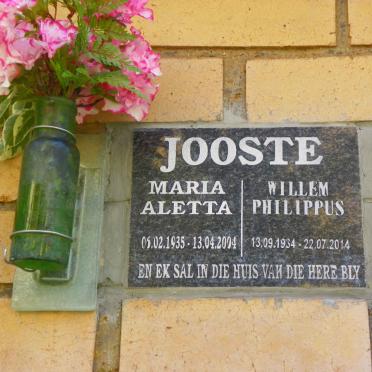 JOOSTE
MARIA
ALETTA
05.02.1935 - 13.04.2004
WILLEM
PHILIPPUS
13.09.1934 - 22.07.2014
EN EK SAL IN DIE HUIS VAN DIE HERE BLY